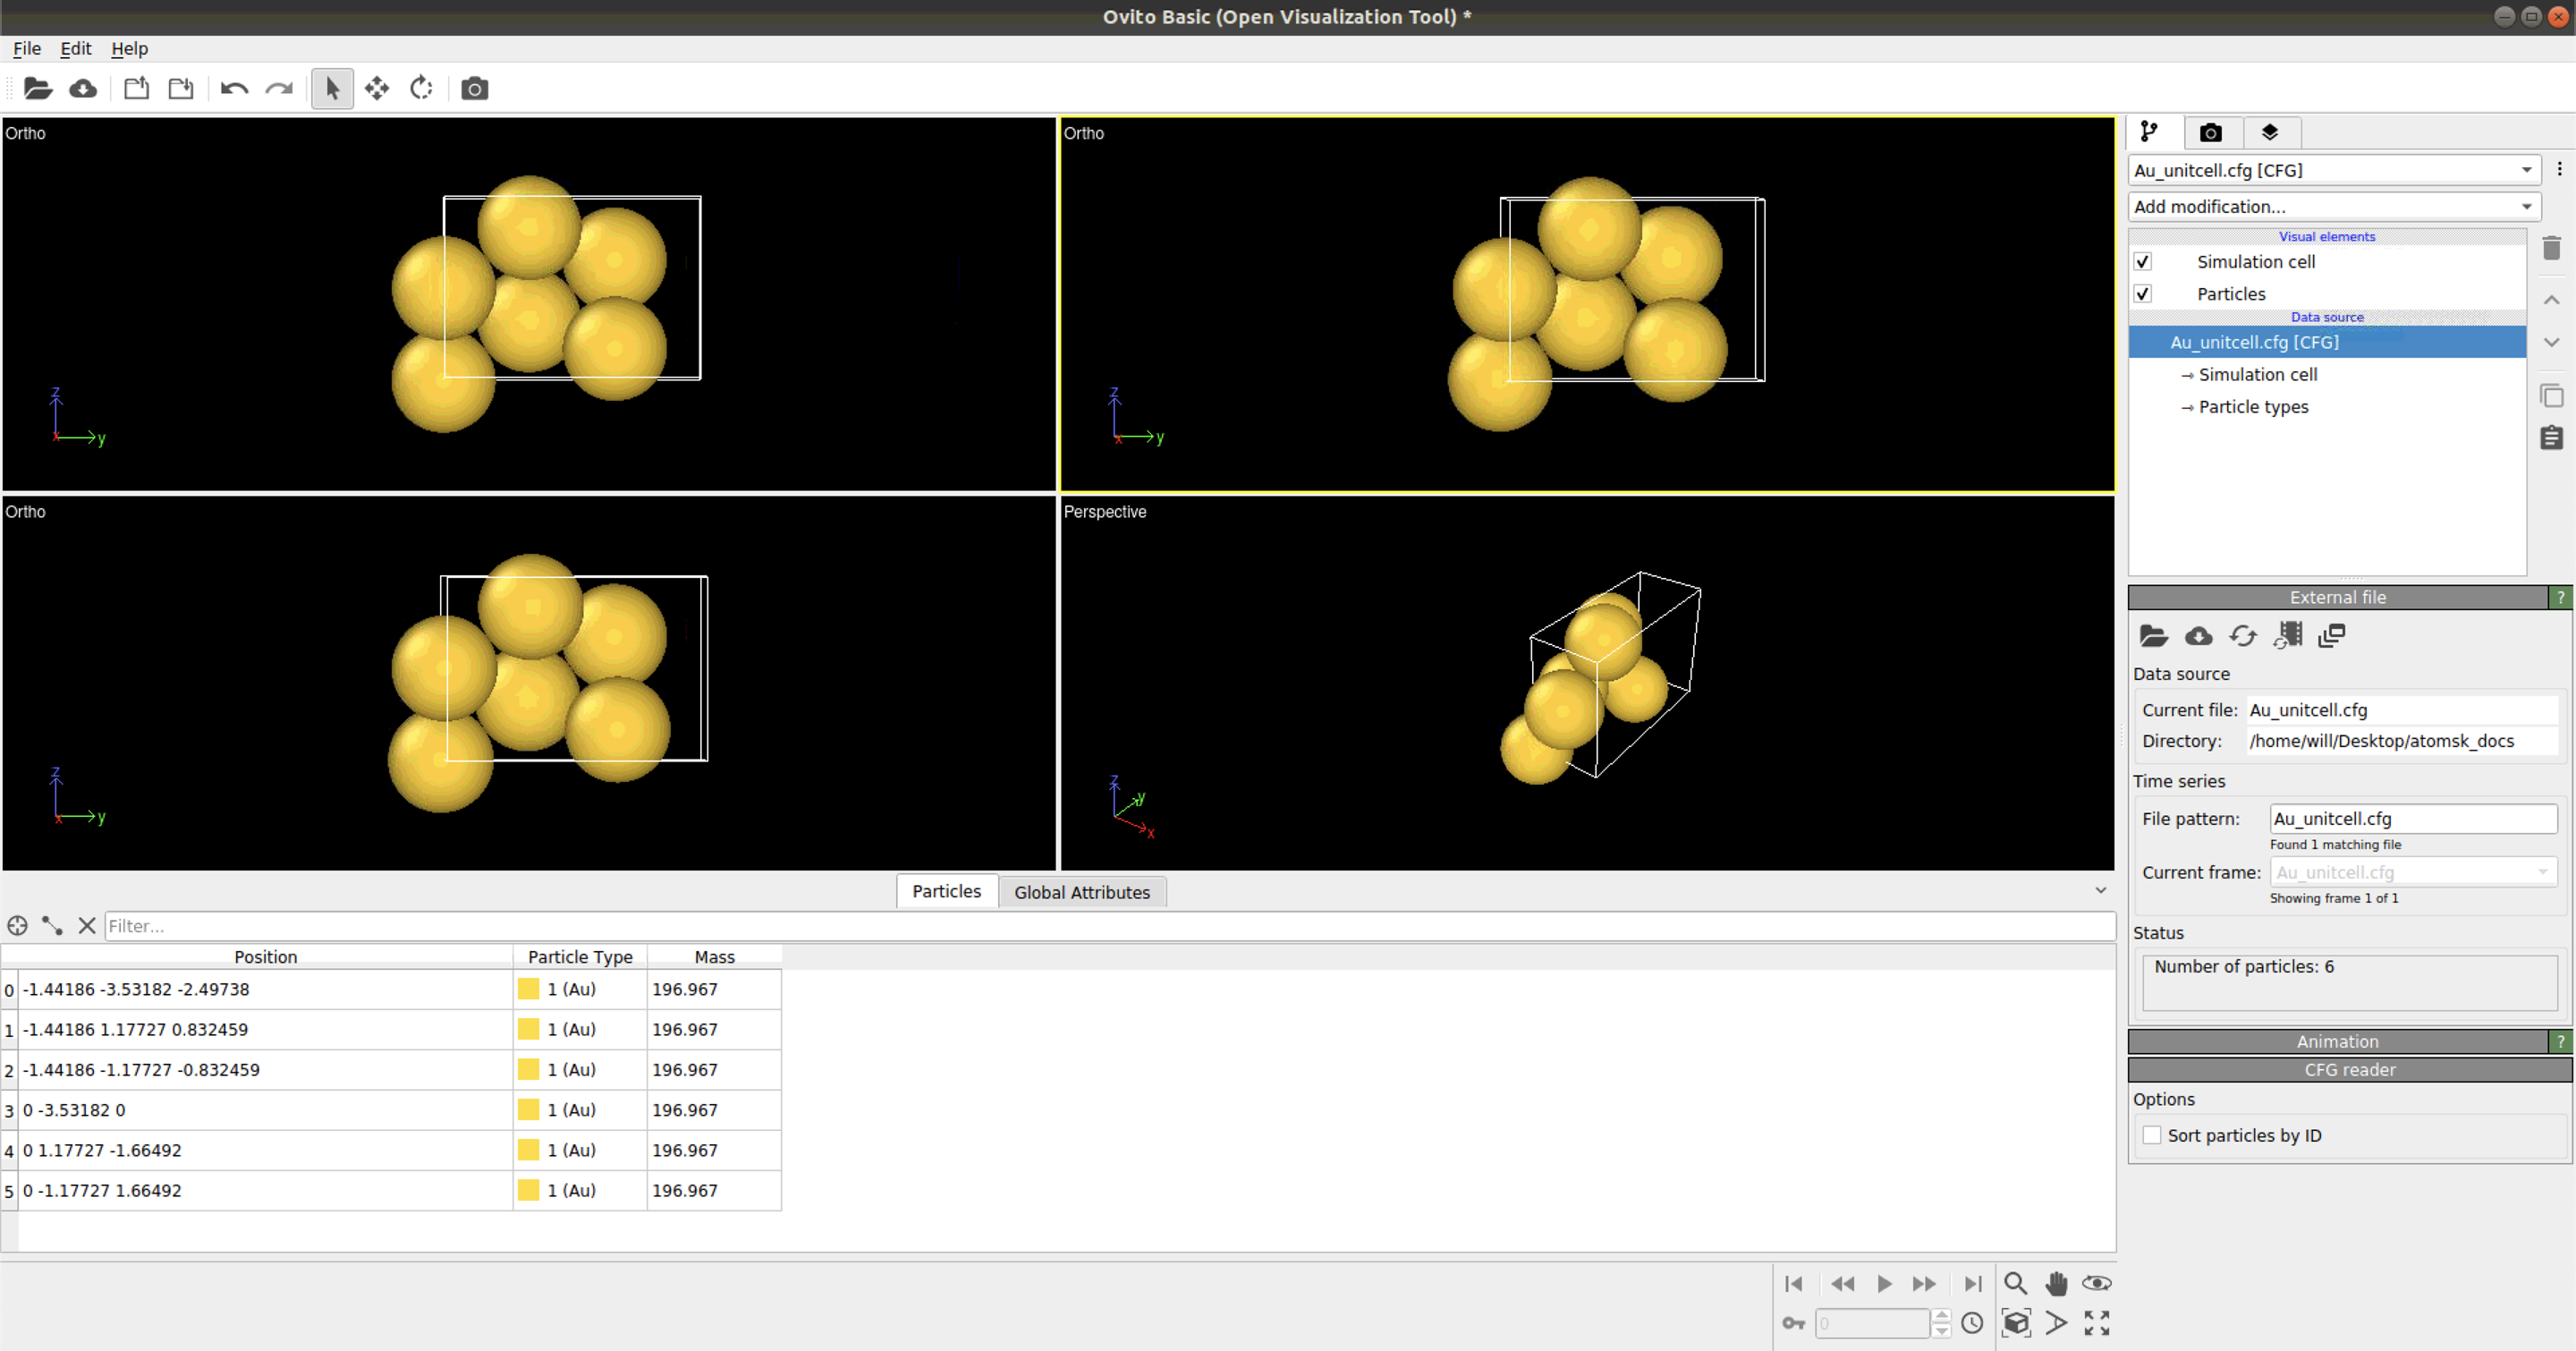 Ovito Basic (Open Visualization Tool) *
File Edit Help
Ortho
Ortho
z
x
y
z
x
y
Ortho
Perspective
z
x
y
z
y
x
Au_unitcell.cfg [CFG]
Add modification...
Visual elements
Simulation cell
Particles
Data source
Au_unitcell.cfg [CFG]
→ Simulation cell
→ Particle types
External file ?
Data source
Current file: Au_unitcell.cfg
Directory: /home/will/Desktop/atomsk_docs
Time series
File pattern: Au_unitcell.cfg
Found 1 matching file
Current frame: Au_unitcell.cfg
Showing frame 1 of 1
Status
Number of particles: 6
Animation ?
CFG reader
Options
Sort particles by ID
Particles Global Attributes
Filter...
Position Particle Type Mass
0 -1.44186 -3.53182 -2.49738 1 (Au) 196.967
1 -1.44186 1.17727 0.832459 1 (Au) 196.967
2 -1.44186 -1.17727 -0.832459 1 (Au) 196.967
3 0 -3.53182 0 1 (Au) 196.967
4 0 1.17727 -1.66492 1 (Au) 196.967
5 0 -1.17727 1.66492 1 (Au) 196.967
0